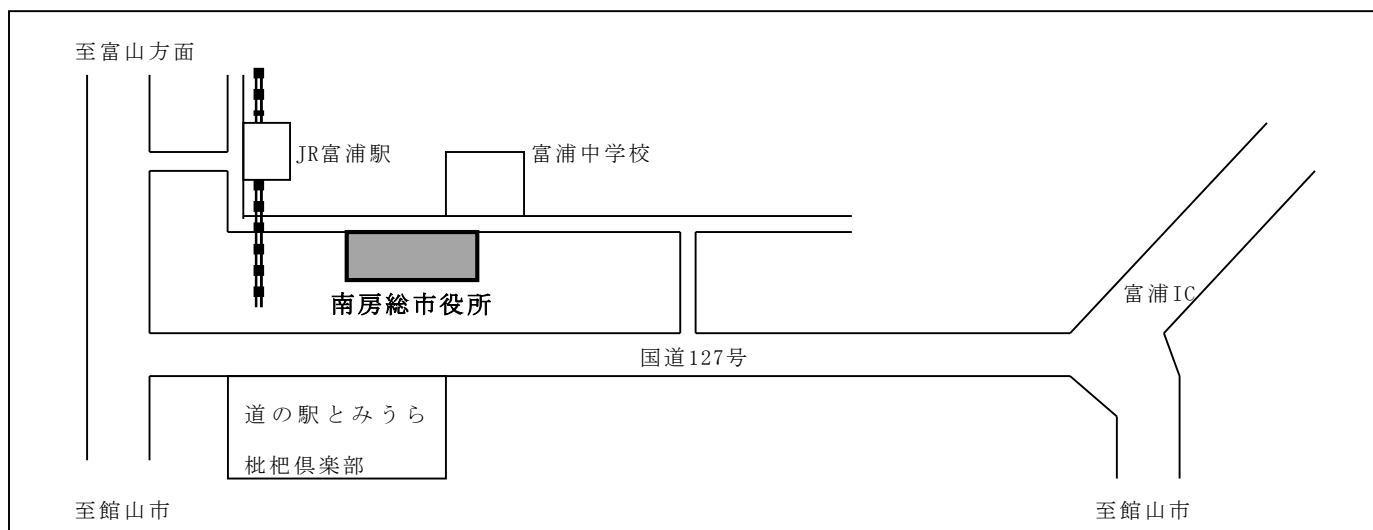 至富山方面
JR富浦駅
富浦中学校
富浦IC
南房総市役所
国道127号
道の駅とみうら
枇杷倶楽部
至館山市
至館山市